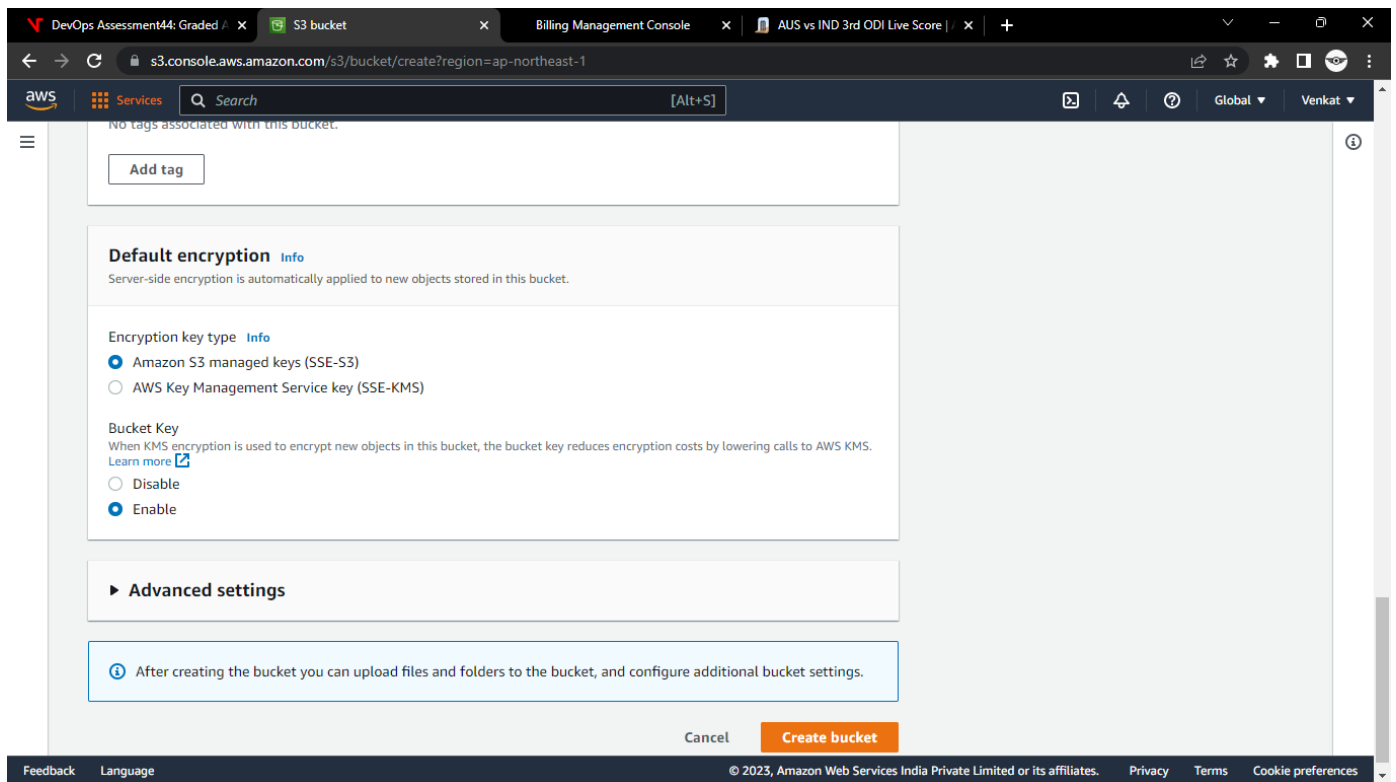 DevOps Assessment44: Graded A
S3 bucket
Billing Management Console
AUS vs IND 3rd ODI Live Score | A
s3.console.aws.amazon.com/s3/bucket/create?region=ap-northeast-1
aws
Services
Search
[Alt+S]
Global
Venkat
No tags associated with this bucket.
Add tag
Default encryption Info
Server-side encryption is automatically applied to new objects stored in this bucket.
Encryption key type Info
Amazon S3 managed keys (SSE-S3)
AWS Key Management Service key (SSE-KMS)
Bucket Key
When KMS encryption is used to encrypt new objects in this bucket, the bucket key reduces encryption costs by lowering calls to AWS KMS.
Learn more
Disable
Enable
Advanced settings
After creating the bucket you can upload files and folders to the bucket, and configure additional bucket settings.
Cancel
Create bucket
Feedback
Language
© 2023, Amazon Web Services India Private Limited or its affiliates.
Privacy
Terms
Cookie preferences